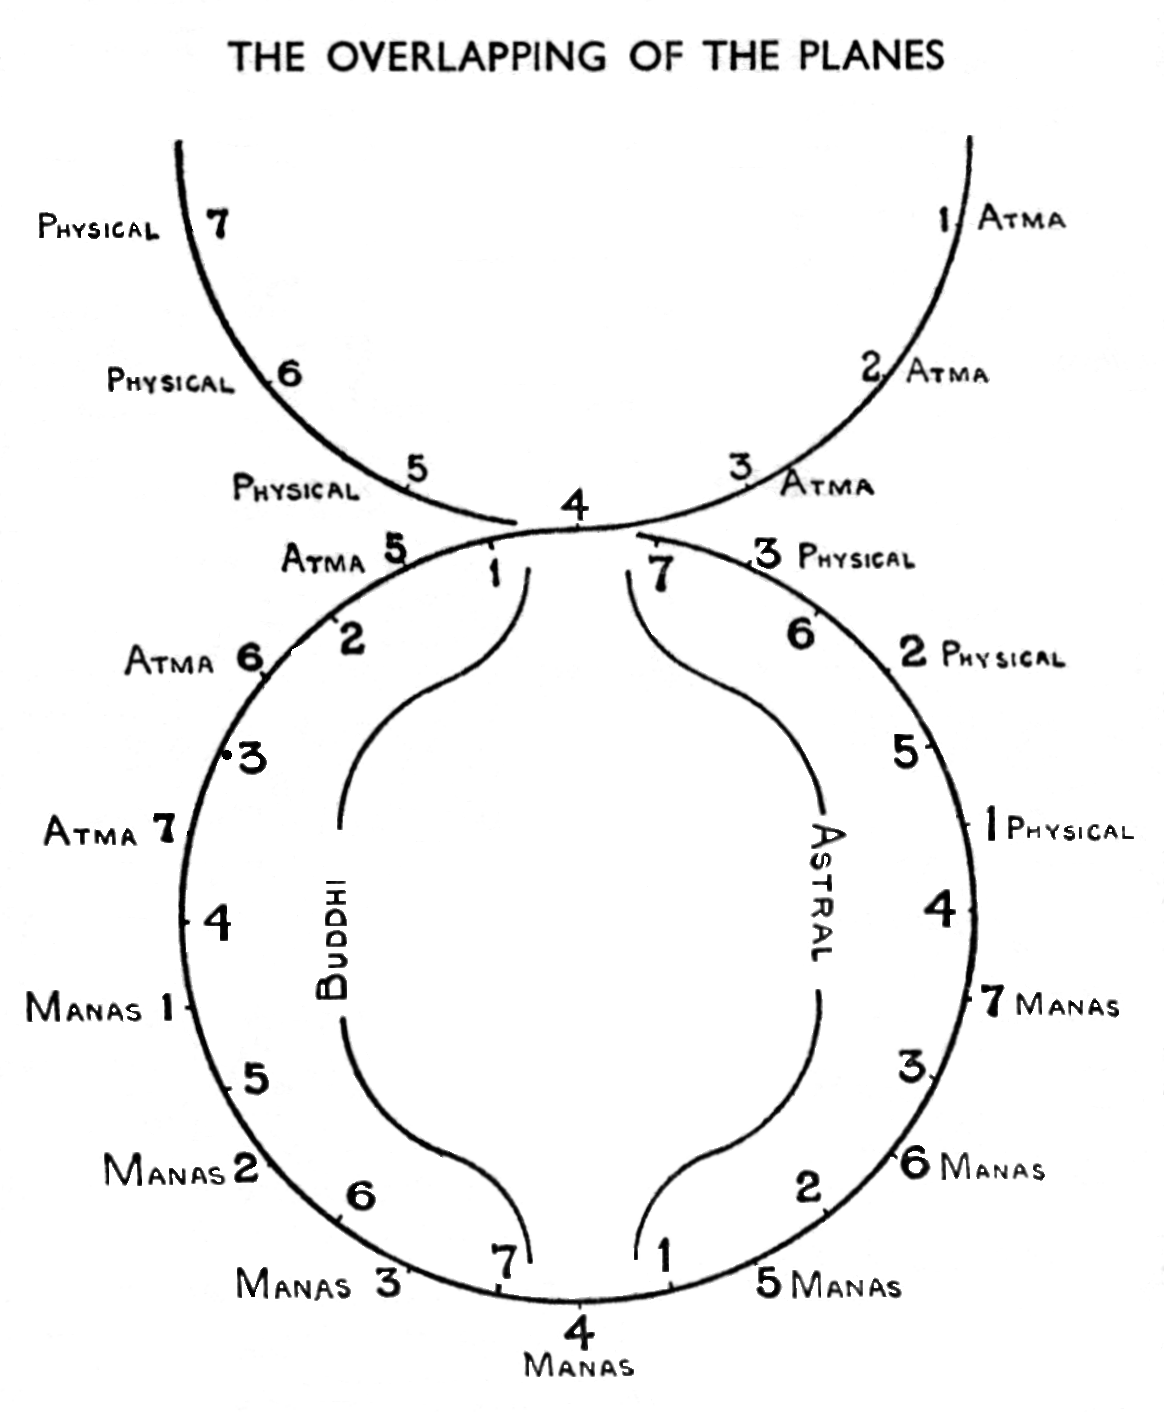 THE OVERLAPPING OF THE PLANES
PHYSICAL 7 1 ATMA
PHYSICAL 6 2 ATMA
PHYSICAL 5 4 3 ATMA
ATMA 5 1 7 3 PHYSICAL
ATMA 6 2 6 2 PHYSICAL
3 5
ATMA 7 1 PHYSICAL
4 4
BUDDHI
ASTRAL
MANAS 1 7 MANAS
5 3
MANAS 2 6 MANAS
6 2
MANAS 3 7 1 5 MANAS
4
MANAS